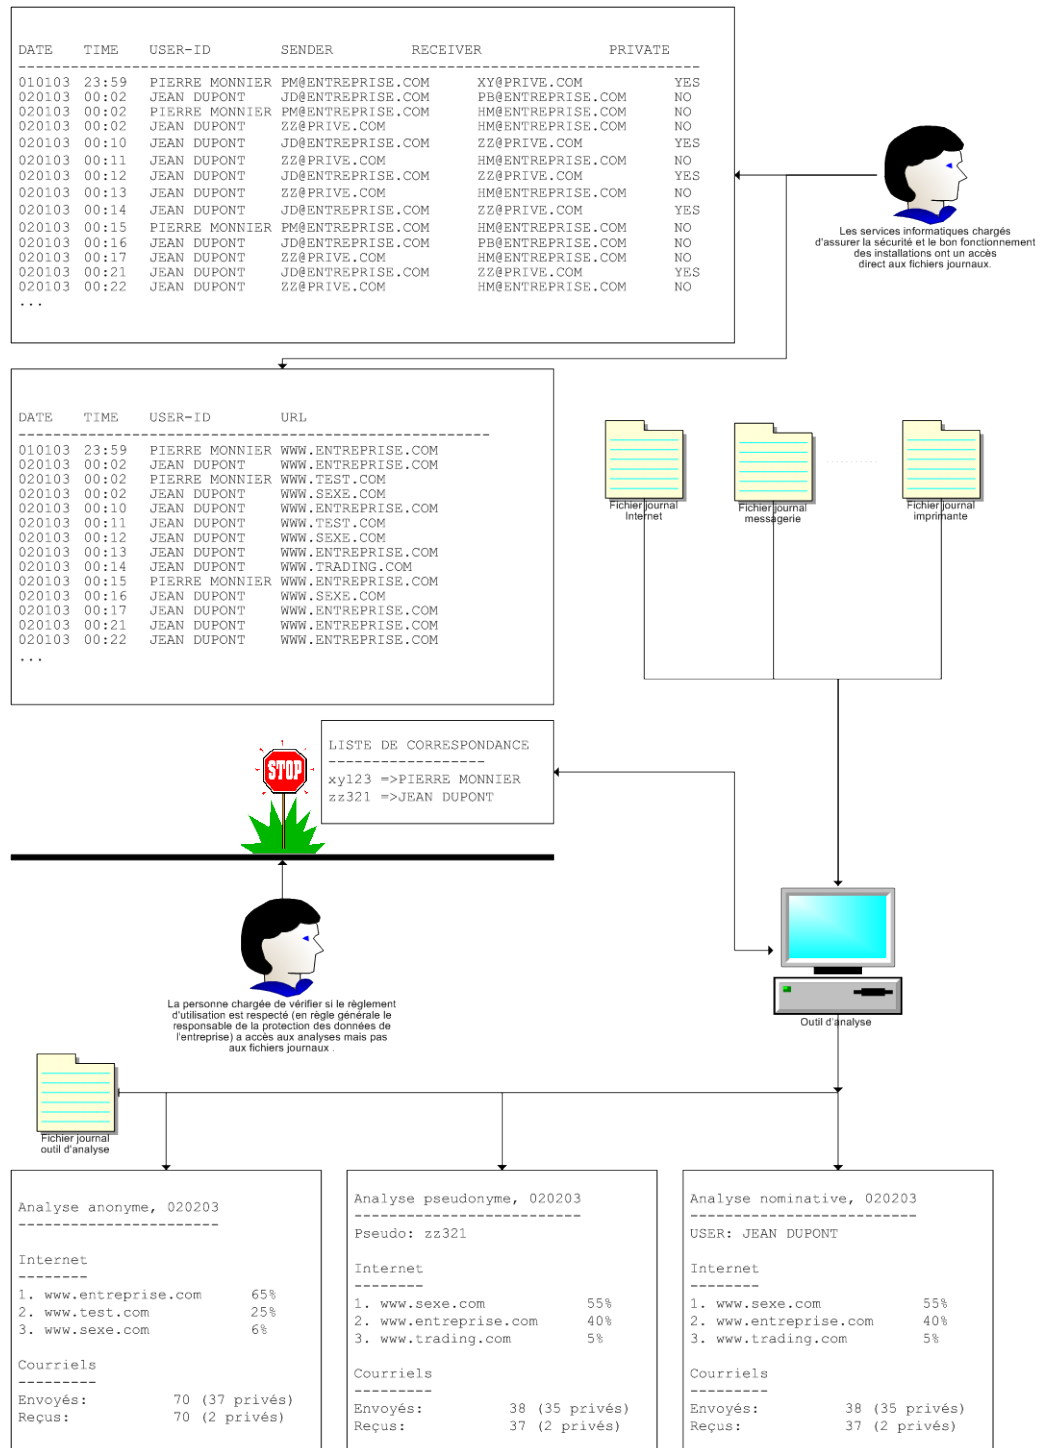 DATE TIME USER-ID SENDER RECEIVER PRIVATE
010103 23:59 PIERRE MONNIER PM@ENTREPRISE.COM XY@PRIVE.COM YES
020103 00:02 JEAN DUPONT JD@ENTREPRISE.COM PB@ENTREPRISE.COM NO
020103 00:02 PIERRE MONNIER PM@ENTREPRISE.COM HM@ENTREPRISE.COM NO
020103 00:02 JEAN DUPONT ZZ@PRIVE.COM HM@ENTREPRISE.COM NO
020103 00:10 JEAN DUPONT JD@ENTREPRISE.COM ZZ@PRIVE.COM YES
020103 00:11 JEAN DUPONT ZZ@PRIVE.COM HM@ENTREPRISE.COM NO
020103 00:12 JEAN DUPONT JD@ENTREPRISE.COM ZZ@PRIVE.COM YES
020103 00:13 JEAN DUPONT ZZ@PRIVE.COM HM@ENTREPRISE.COM NO
020103 00:14 JEAN DUPONT JD@ENTREPRISE.COM ZZ@PRIVE.COM YES
020103 00:15 PIERRE MONNIER PM@ENTREPRISE.COM HM@ENTREPRISE.COM NO
020103 00:16 JEAN DUPONT JD@ENTREPRISE.COM PB@ENTREPRISE.COM NO
020103 00:17 JEAN DUPONT ZZ@PRIVE.COM HM@ENTREPRISE.COM NO
020103 00:21 JEAN DUPONT JD@ENTREPRISE.COM ZZ@PRIVE.COM YES
020103 00:22 JEAN DUPONT ZZ@PRIVE.COM HM@ENTREPRISE.COM NO
...
Les services informatiques chargés
d'assurer la sécurité et le bon fonctionnement
des installations ont un accès
direct aux fichiers journaux.
DATE TIME USER-ID URL
010103 23:59 PIERRE MONNIER WWW.ENTREPRISE.COM
020103 00:02 JEAN DUPONT WWW.ENTREPRISE.COM
020103 00:02 PIERRE MONNIER WWW.TEST.COM
020103 00:02 JEAN DUPONT WWW.SEXE.COM
020103 00:10 JEAN DUPONT WWW.ENTREPRISE.COM
020103 00:11 JEAN DUPONT WWW.TEST.COM
020103 00:12 JEAN DUPONT WWW.SEXE.COM
020103 00:13 JEAN DUPONT WWW.ENTREPRISE.COM
020103 00:14 JEAN DUPONT WWW.TRADING.COM
020103 00:15 PIERRE MONNIER WWW.ENTREPRISE.COM
020103 00:16 JEAN DUPONT WWW.SEXE.COM
020103 00:17 JEAN DUPONT WWW.ENTREPRISE.COM
020103 00:21 JEAN DUPONT WWW.ENTREPRISE.COM
020103 00:22 JEAN DUPONT WWW.ENTREPRISE.COM
...
Fichier journal
Internet
Fichier journal
messagerie
Fichier journal
imprimante
STOP
LISTE DE CORRESPONDANCE
xy123 =>PIERRE MONNIER
zz321 =>JEAN DUPONT
La personne chargée de vérifier si le règlement
d'utilisation est respecté (en règle générale le
responsable de la protection des données de
l'entreprise) a accès aux analyses mais pas
aux fichiers journaux .
Outil d'analyse
Fichier journal
outil d'analyse
Analyse anonyme, 020203
Internet
1. www.entreprise.com 65%
2. www.test.com 25%
3. www.sexe.com 6%
Courriels
Envoyés: 70 (37 privés)
Reçus: 70 (2 privés)
Analyse pseudonyme, 020203
Pseudo: zz321
Internet
1. www.sexe.com 55%
2. www.entreprise.com 40%
3. www.trading.com 5%
Courriels
Envoyés: 38 (35 privés)
Reçus: 37 (2 privés)
Analyse nominative, 020203
USER: JEAN DUPONT
Internet
1. www.sexe.com 55%
2. www.entreprise.com 40%
3. www.trading.com 5%
Courriels
Envoyés: 38 (35 privés)
Reçus: 37 (2 privés)